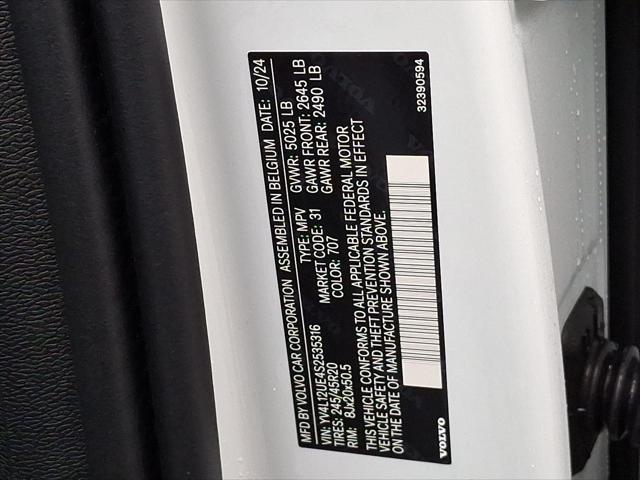 MFD BY VOLVO CAR CORPORATION ASSEMBLED IN BELGIUM DATE: 10/24
VIN: YV4L12UE4S2535316 TYPE: MPV GVWR: 5025 LB
TIRES: 245/45R20 MARKET CODE: 31 GAWR FRONT: 2645 LB
RIM: 8Jx20x50.5 COLOR: 707 GAWR REAR: 2490 LB
THIS VEHICLE CONFORMS TO ALL APPLICABLE FEDERAL MOTOR
VEHICLE SAFETY AND THEFT PREVENTION STANDARDS IN EFFECT
ON THE DATE OF MANUFACTURE SHOWN ABOVE.
VOLVO 32390594